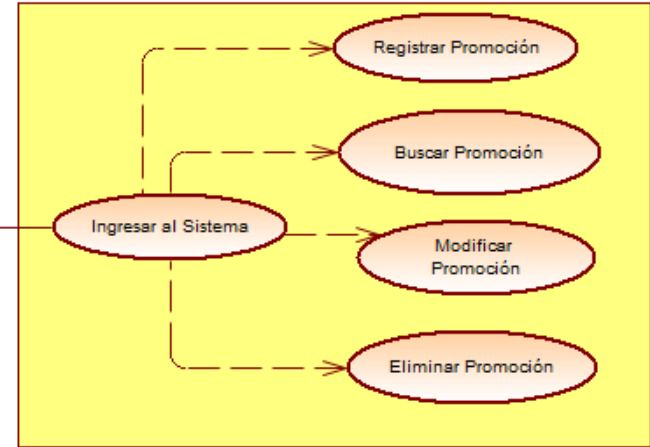 Registrar Promoción
Buscar Promoción
Ingresar al Sistema
Modificar
Promoción
Eliminar Promoción